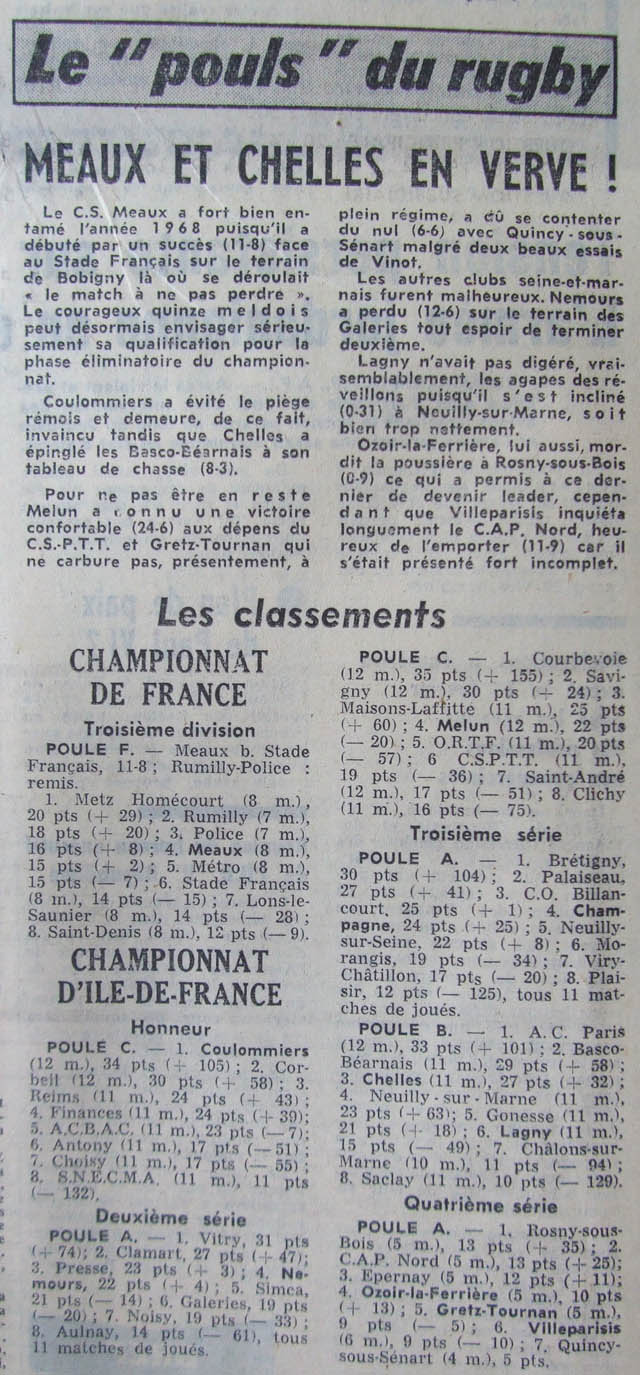 Le "pouls" du rugby
MEAUX ET CHELLES EN VERVE !
Le C.S. Meaux a fort bien en-
tamé l'année 1968 puisqu'il a
débuté par un succès (11-8) face
au Stade Français sur le terrain
de Bobigny là où se déroulait
« le match à ne pas perdre ».
Le courageux quinze meldois
peut désormais envisager sérieu-
sement sa qualification pour la
phase éliminatoire du champion-
nat.
Coulommiers a évité le piège
rémois et demeure, de ce fait,
invaincu tandis que Chelles a
épinglé les Basco-Béarnais à son
tableau de chasse (8-3).
Pour ne pas être en reste
Melun a connu une victoire
confortable (24-6) aux dépens du
C.S.-P.T.T. et Gretz-Tournan qui
ne carbure pas, présentement, à
plein régime, a dû se contenter
du nul (6-6) avec Quincy-sous-
Sénart malgré deux beaux essais
de Vinot.
Les autres clubs seine-et-mar-
nais furent malheureux. Nemours
a perdu (12-6) sur le terrain des
Galeries tout espoir de terminer
deuxième.
Lagny n'avait pas digéré, vrai-
semblablement, les agapes des ré-
veillons puisqu'il s'est incliné
(0-31) à Neuilly-sur-Marne, soit
bien trop nettement.
Ozoir-la-Ferrière, lui aussi, mor-
dit la poussière à Rosny-sous-Bois
(0-9) ce qui a permis à ce der-
nier de devenir leader, cepen-
dant que Villeparisis inquiéta
longuement le C.A.P. Nord, heu-
reux de l'emporter (11-9) car il
s'était présenté fort incomplet.
Les classements
CHAMPIONNAT
DE FRANCE
Troisième division
POULE F. — Meaux b. Stade
Français, 11-8 ; Rumilly-Police :
remis.
1. Metz Homécourt (8 m.),
20 pts (+ 29) ; 2. Rumilly (7 m.),
18 pts (+ 20) ; 3. Police (7 m.),
16 pts (+ 8) ; 4. Meaux (8 m.),
15 pts (+ 2) ; 5. Métro (8 m.),
15 pts (— 7) ; 6. Stade Français
(8 m.), 14 pts (— 15) ; 7. Lons-le-
Saunier (8 m.), 14 pts (— 28) ;
8. Saint-Denis (8 m.), 12 pts (— 9).
CHAMPIONNAT
D'ILE-DE-FRANCE
Honneur
POULE C. — 1. Coulommiers
(12 m.), 34 pts (+ 105) ; 2. Cor-
beil (12 m.), 30 pts (+ 58) ; 3.
Reims (11 m.), 24 pts (+ 43) ;
4. Finances (11 m.), 24 pts (+ 39);
5. A.C.B.A.C. (11 m.), 23 pts (— 7);
6. Antony (11 m.), 17 pts (— 51) ;
7. Choisy (11 m.), 17 pts (— 55) ;
8. S.N.E.C.M.A. (11 m.), 11 pts
(— 132).
Deuxième série
POULE A. — 1. Vitry, 31 pts
(+ 74); 2. Clamart, 27 pts (+ 47);
3. Presse, 23 pts (+ 3) ; 4. Ne-
mours, 22 pts (+ 4) ; 5. Simca,
21 pts (— 14) ; 6. Galeries, 19 pts
(— 20) ; 7. Noisy, 19 pts (— 33) ;
8. Aulnay, 14 pts (— 61), tous
11 matches de joués.
POULE C. — 1. Courbevoie
(12 m.), 35 pts (+ 155) ; 2. Savi-
gny (12 m.), 30 pts (+ 24) ; 3.
Maisons-Laffitte (11 m.), 25 pts
(+ 60) ; 4. Melun (12 m.), 22 pts
(— 20) ; 5. O.R.T.F. (11 m.), 20 pts
(— 57) ; 6 C.S.P.T.T. (11 m.),
19 pts (— 36) ; 7. Saint-André
(12 m.), 17 pts (— 51) ; 8. Clichy
(11 m.), 16 pts (— 75).
Troisième série
POULE A. — 1. Brétigny,
30 pts (+ 104) ; 2. Palaiseau,
27 pts (+ 41) ; 3. C.O. Billan-
court, 25 pts (+ 1) ; 4. Cham-
pagne, 24 pts (+ 25) ; 5. Neuilly-
sur-Seine, 22 pts (+ 8) ; 6. Mo-
rangis, 19 pts (— 34) ; 7. Viry-
Châtillon, 17 pts (— 20) ; 8. Plai-
sir, 12 pts (— 125), tous 11 mat-
ches de joués.
POULE B. — 1. A.C. Paris
(12 m.), 33 pts (+ 101) ; 2. Basco-
Béarnais (11 m.), 29 pts (+ 58) ;
3. Chelles (11 m.), 27 pts (+ 32) ;
4. Neuilly-sur-Marne (11 m.),
23 pts (+ 63); 5. Gonesse (11 m.),
21 pts (+ 18) ; 6. Lagny (11 m.),
15 pts (— 49) ; 7. Châlons-sur-
Marne (10 m.), 11 pts (— 94) ;
8. Saclay (11 m.), 10 pts (— 129).
Quatrième série
POULE A. — 1. Rosny-sous-
Bois (5 m.), 13 pts (+ 35) ; 2.
C.A.P. Nord (5 m.), 13 pts (+ 25);
3. Epernay (5 m.), 12 pts (+ 11);
4. Ozoir-la-Ferrière (5 m.), 10 pts
(+ 13) ; 5. Gretz-Tournan (5 m.),
9 pts (— 5) ; 6. Villeparisis
(6 m.), 9 pts (— 10) ; 7. Quincy-
sous-Sénart (4 m.), 5 pts.